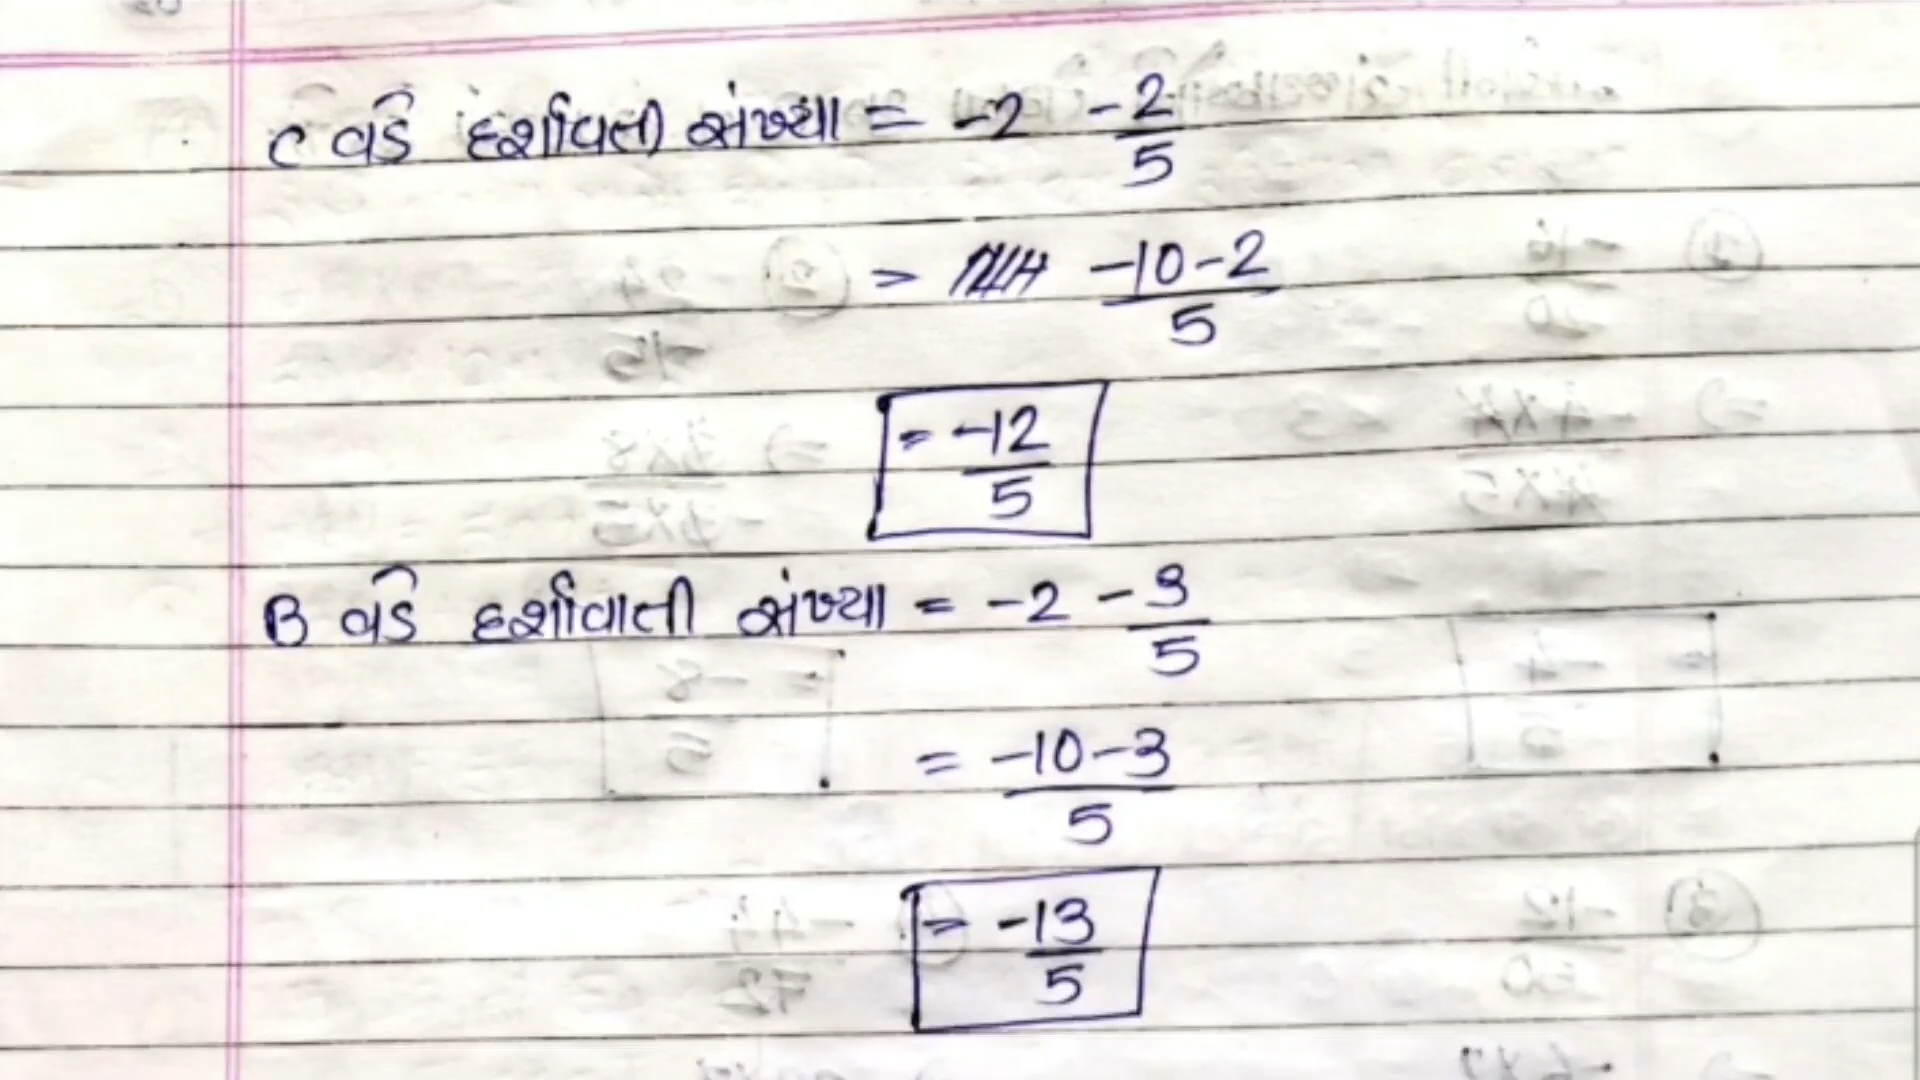 C વડે દર્શાવાતી સંખ્યા = -2 -2/5
= -10-2/5
= -12/5
B વડે દર્શાવાતી સંખ્યા = -2 -3/5
= -10-3/5
= -13/5